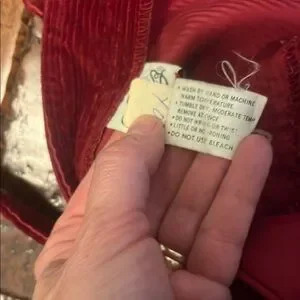 • WASH BY HAND OR MACHINE
WARM TEMPERATURE.
• TUMBLE DRY: MODERATE TEMP.
REMOVE AT ONCE.
• DO NOT WRING OR TWIST
• LITTLE OR NO IRONING
• DO NOT USE BLEACH